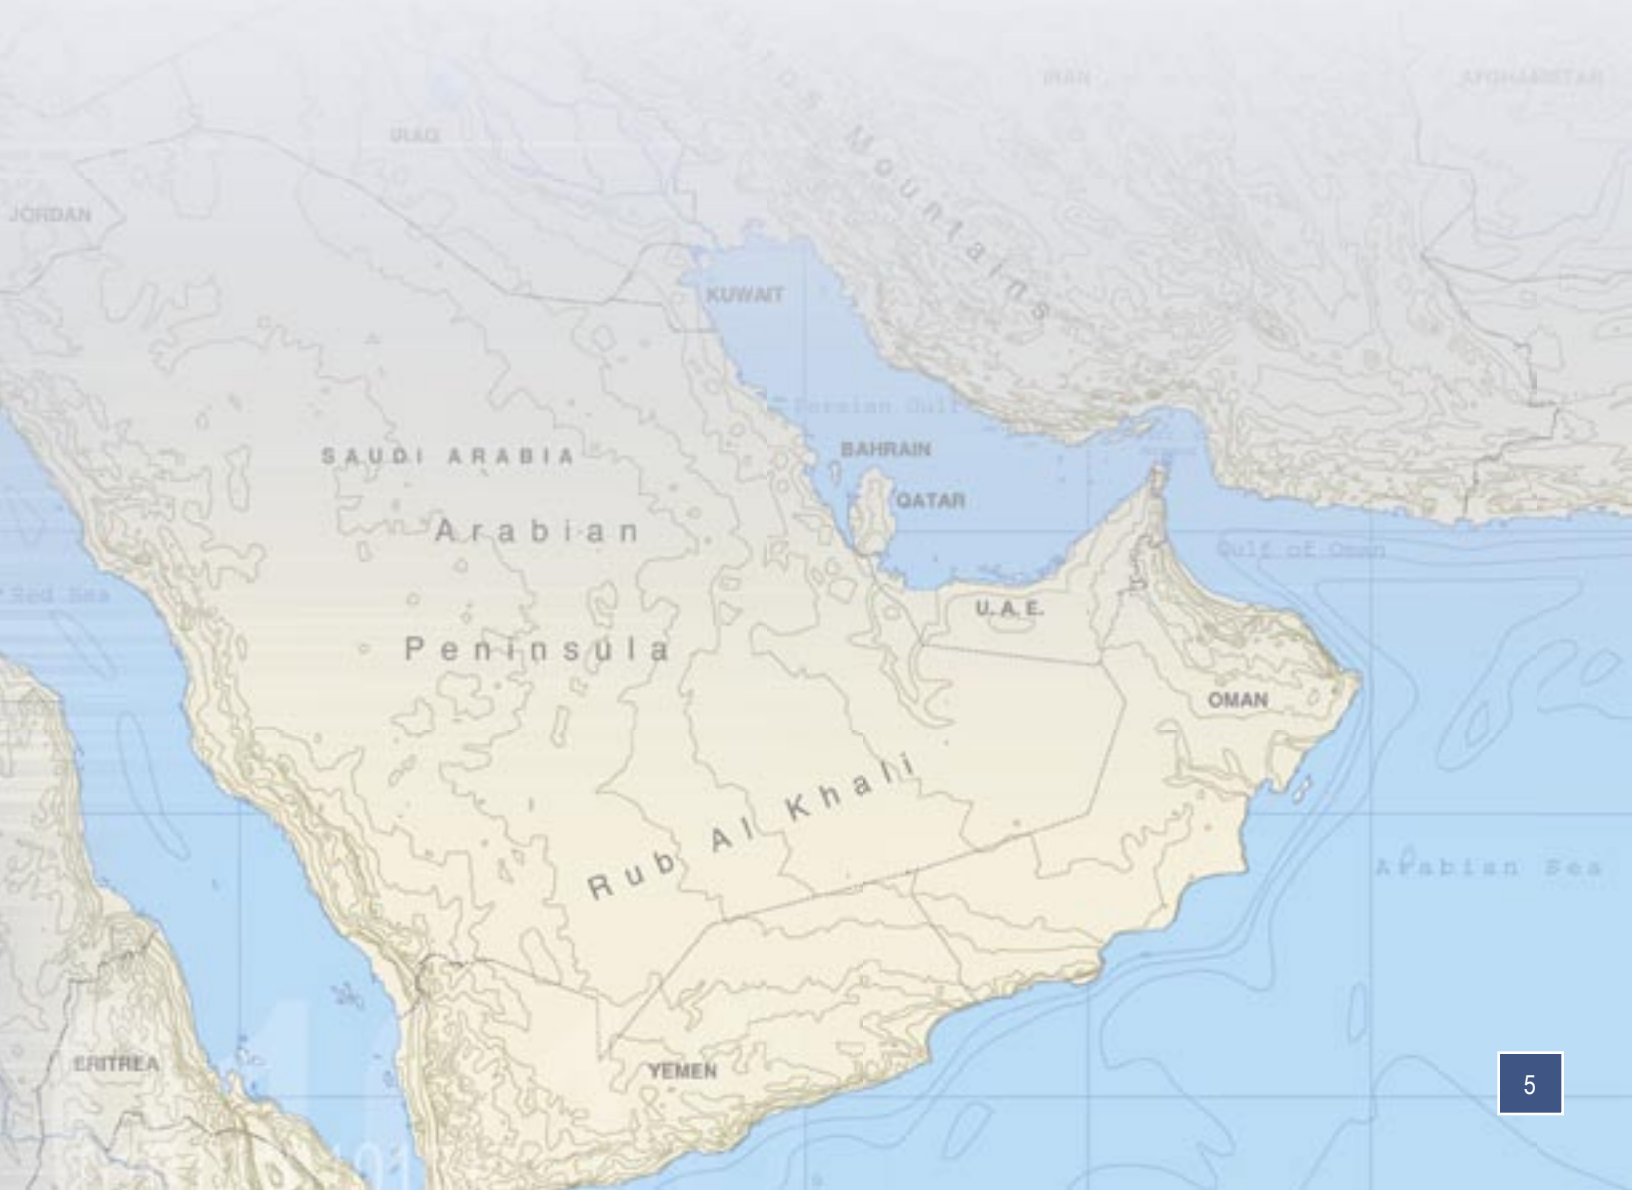 IRAN
AFGHANISTAN
IRAQ
Mountains
JORDAN
KUWAIT
Persian Gulf
BAHRAIN
SAUDI ARABIA
QATAR
Arabian
Gulf of Oman
Red Sea
U.A.E.
Peninsula
OMAN
Rub Al Khali
Arabian Sea
ERITREA
YEMEN
5